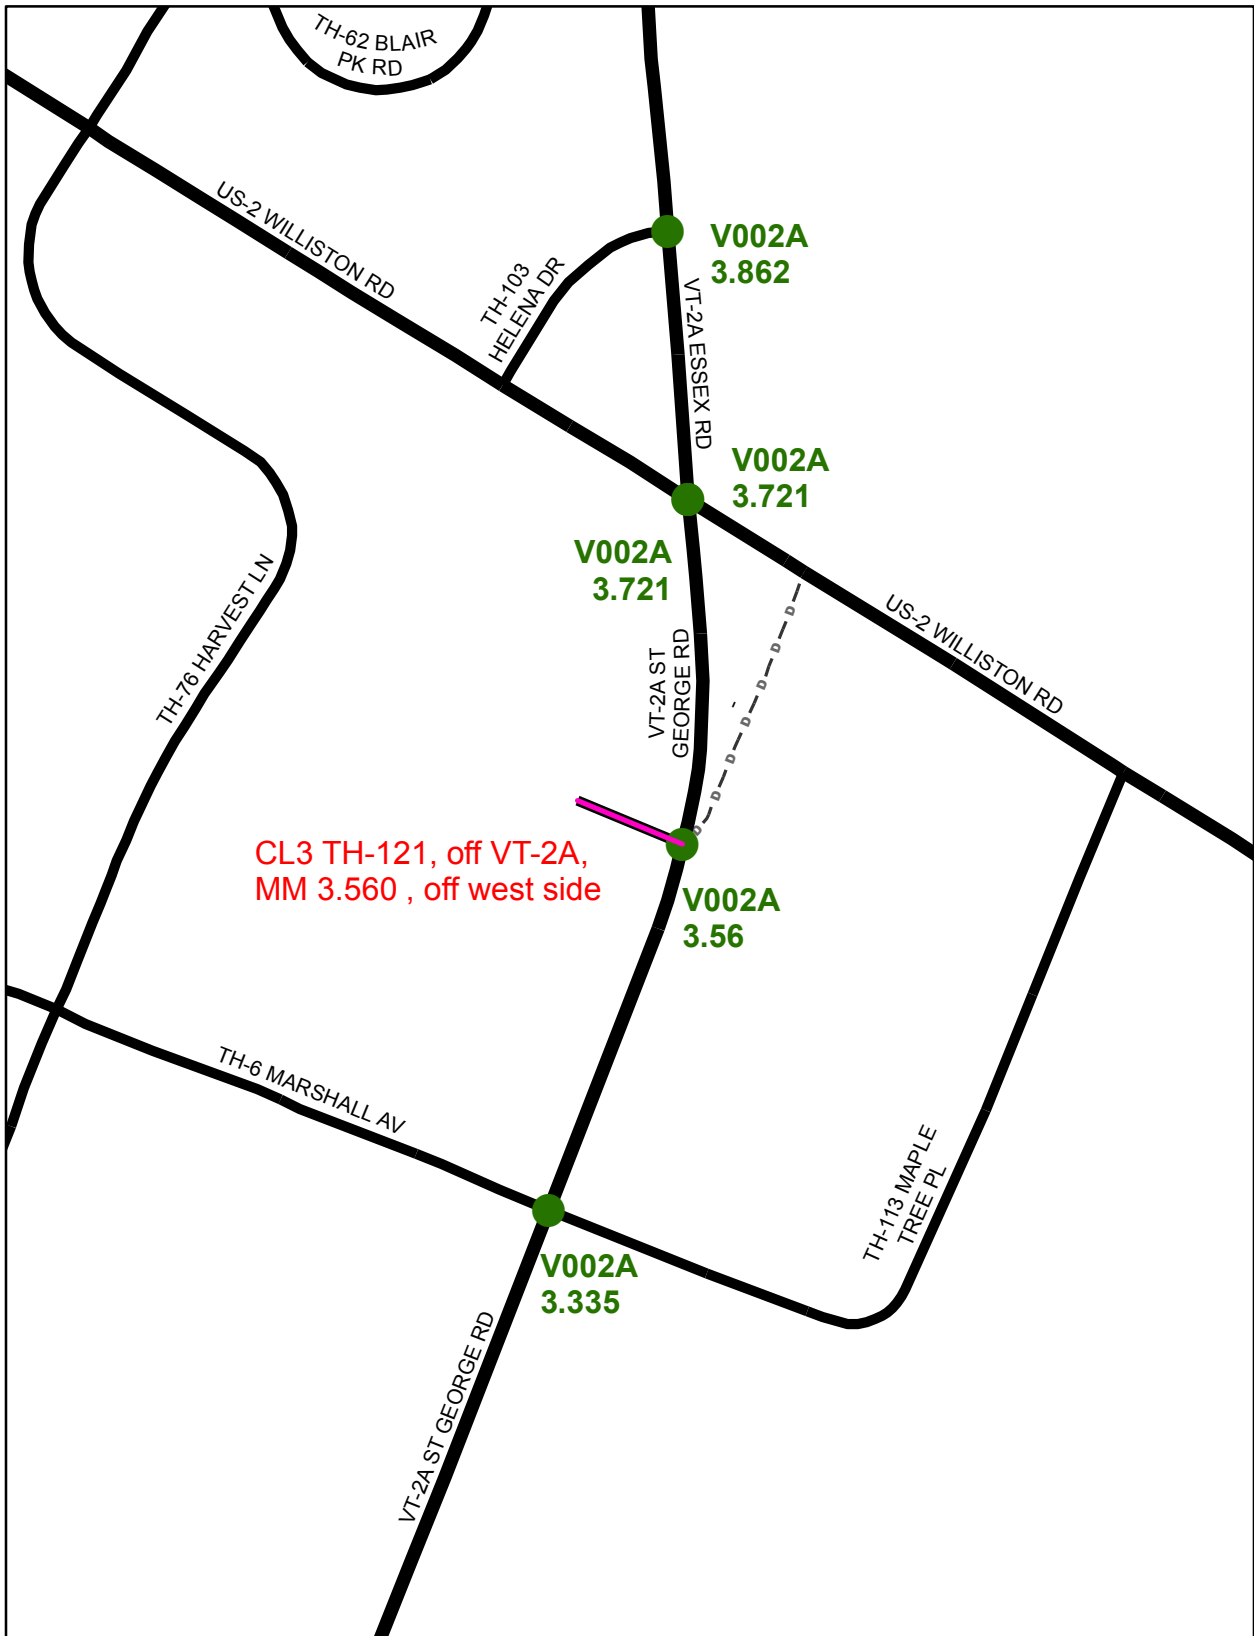 TH-62 BLAIR
PK RD
US-2 WILLISTON RD
TH-103
HELENA DR
V002A
3.862
VT-2A ESSEX RD
V002A
3.721
V002A
3.721
TH-76 HARVEST LN
VT-2A ST
GEORGE RD
D
D
D
D
D
D
D
US-2 WILLISTON RD
CL3 TH-121, off VT-2A,
MM 3.560 , off west side
V002A
3.56
TH-6 MARSHALL AV
TH-113 MAPLE
TREE PL
V002A
3.335
VT-2A ST GEORGE RD